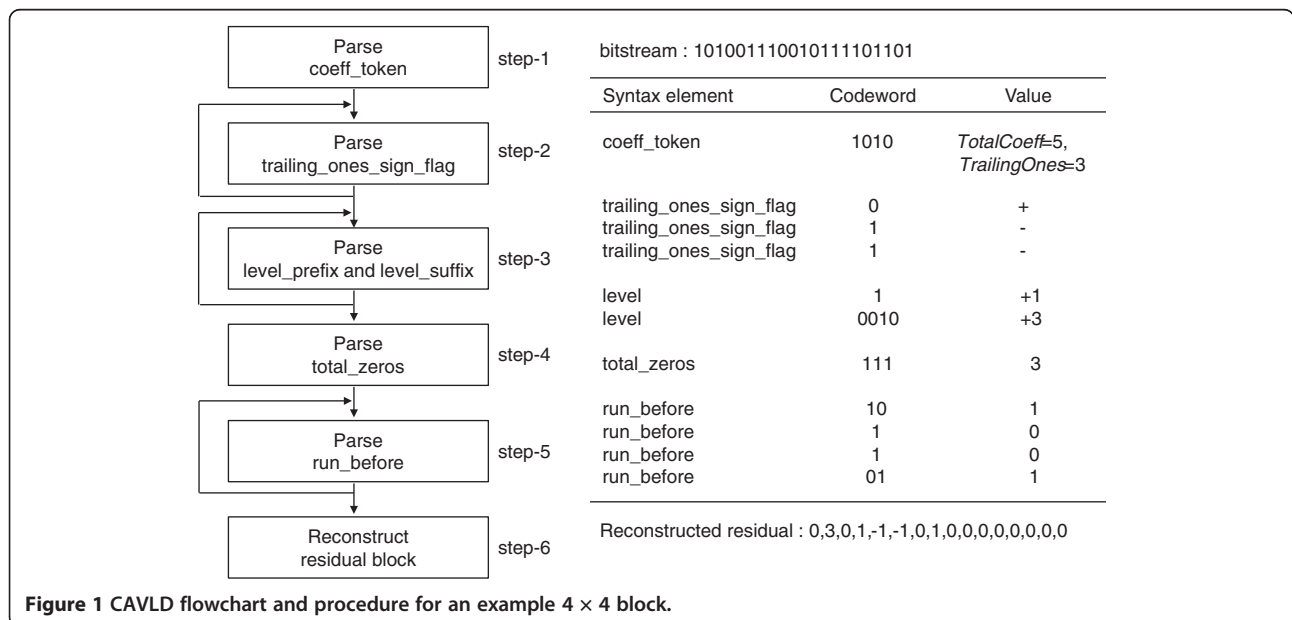 Parse
coeff_token
step-1
Parse
trailing_ones_sign_flag
step-2
Parse
level_prefix and level_suffix
step-3
Parse
total_zeros
step-4
Parse
run_before
step-5
Reconstruct
residual block
step-6
bitstream : 101001110010111101101
Syntax element Codeword Value
coeff_token 1010 TotalCoeff=5,
TrailingOnes=3
trailing_ones_sign_flag 0 +
trailing_ones_sign_flag 1 -
trailing_ones_sign_flag 1 -
level 1 +1
level 0010 +3
total_zeros 111 3
run_before 10 1
run_before 1 0
run_before 1 0
run_before 01 1
Reconstructed residual : 0,3,0,1,-1,-1,0,1,0,0,0,0,0,0,0,0
Figure 1 CAVLD flowchart and procedure for an example 4 × 4 block.